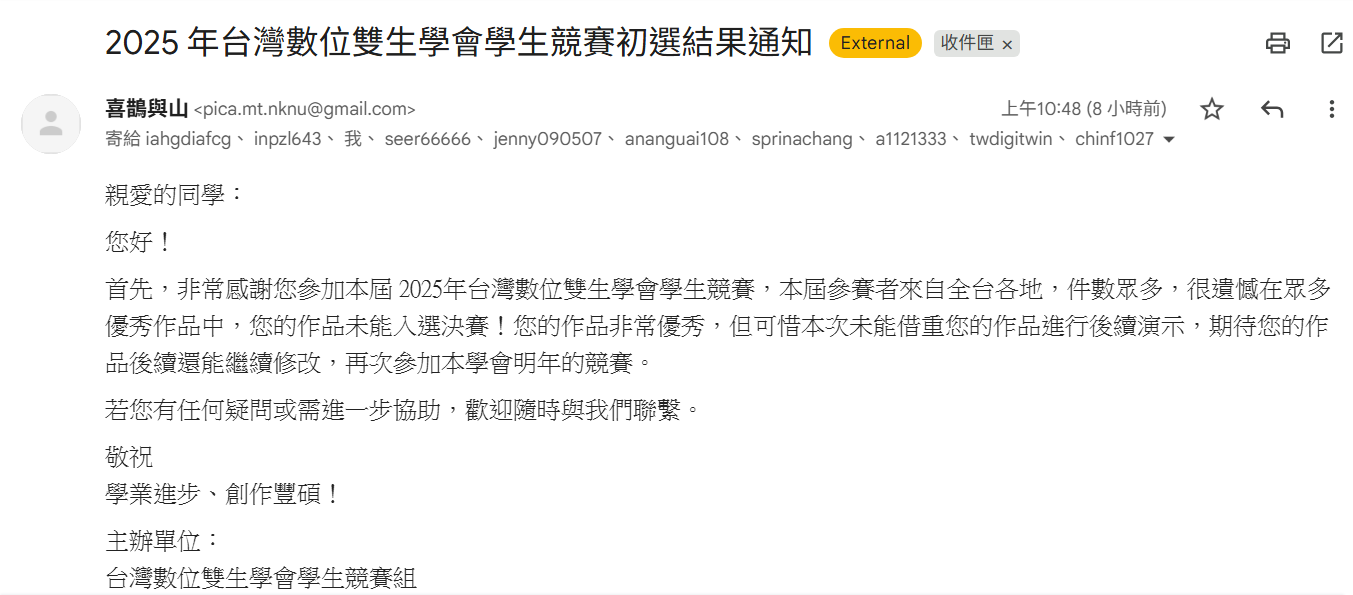 2025 年台灣數位雙生學會學生競賽初選結果通知 External 收件匣 ×
喜鵲與山 <pica.mt.nknu@gmail.com> 上午10:48 (8 小時前)
寄給 iahgdiafcg、 inpzl643、 我、 seer66666、 jenny090507、 ananguai108、 sprinachang、 a1121333、 twdigitwin、 chinf1027
親愛的同學：
您好！
首先，非常感謝您參加本屆 2025年台灣數位雙生學會學生競賽，本屆參賽者來自全台各地，件數眾多，很遺憾在眾多
優秀作品中，您的作品未能入選決賽！您的作品非常優秀，但可惜本次未能借重您的作品進行後續演示，期待您的作
品後續還能繼續修改，再次參加本學會明年的競賽。
若您有任何疑問或需進一步協助，歡迎隨時與我們聯繫。
敬祝
學業進步、創作豐碩！
主辦單位：
台灣數位雙生學會學生競賽組